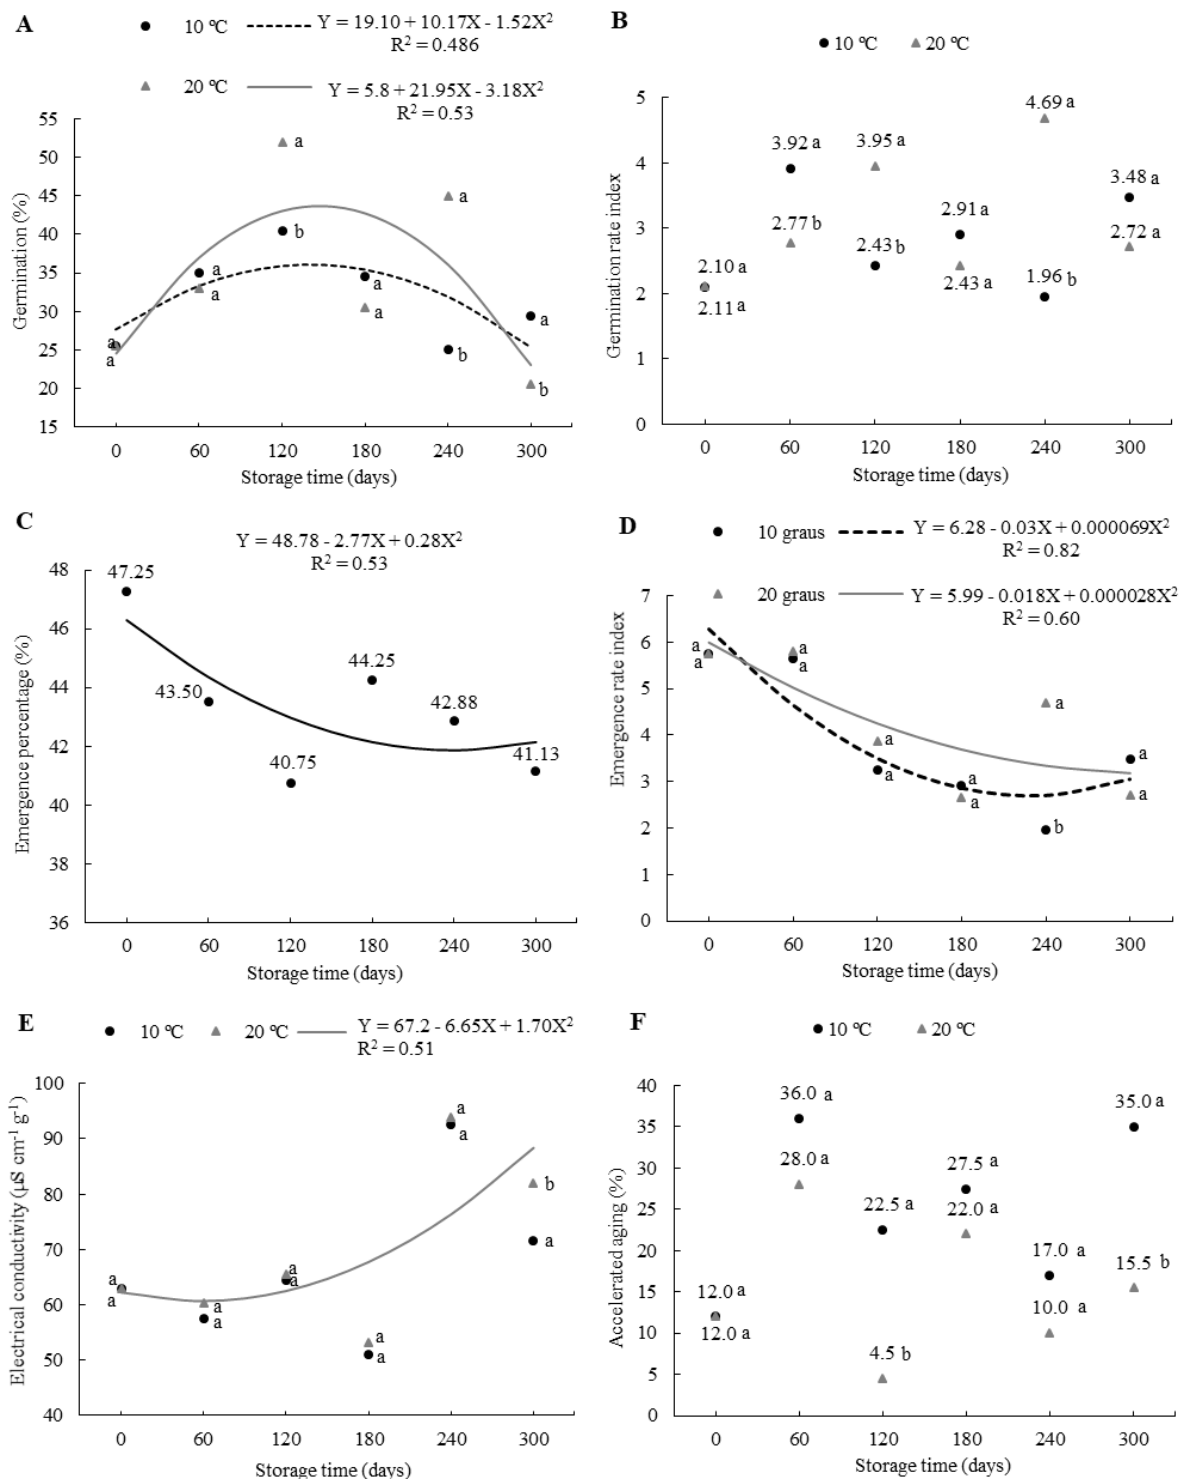 A
10 ºC
Y = 19.10 + 10.17X - 1.52X²
R² = 0.486
20 ºC
Y = 5.8 + 21.95X - 3.18X²
R² = 0.53
Germination (%)
55
50
45
40
35
30
25
20
15
a
a
a
a
a
b
a
a
a
b
a
b
0 60 120 180 240 300
Storage time (days)
B
10 ºC 20 ºC
Germination rate index
5
4
3
2
1
0
2.10 a
2.11 a
3.92 a
2.77 b
3.95 a
2.43 b
2.91 a
2.43 a
4.69 a
1.96 b
3.48 a
2.72 a
0 60 120 180 240 300
Storage time (days)
C
Y = 48.78 - 2.77X + 0.28X²
R² = 0.53
Emergence percentage (%)
48
46
44
42
40
38
36
47.25
43.50
40.75
44.25
42.88
41.13
0 60 120 180 240 300
Storage time (days)
D
10 graus
Y = 6.28 - 0.03X + 0.000069X²
R² = 0.82
20 graus
Y = 5.99 - 0.018X + 0.000028X²
R² = 0.60
Emergence rate index
7
6
5
4
3
2
1
0
a
a
a
a
a
a
a
a
a
b
a
a
0 60 120 180 240 300
Storage time (days)
E
10 ºC 20 ºC
Y = 67.2 - 6.65X + 1.70X²
R² = 0.51
Electrical conductivity (µS cm⁻¹ g⁻¹)
100
90
80
70
60
50
40
a
a
a
a
a
a
a
a
a
a
b
a
0 60 120 180 240 300
Storage time (days)
F
10 ºC 20 ºC
Accelerated aging (%)
40
35
30
25
20
15
10
5
0
12.0 a
12.0 a
36.0 a
28.0 a
22.5 a
4.5 b
27.5 a
22.0 a
17.0 a
10.0 a
35.0 a
15.5 b
0 60 120 180 240 300
Storage time (days)